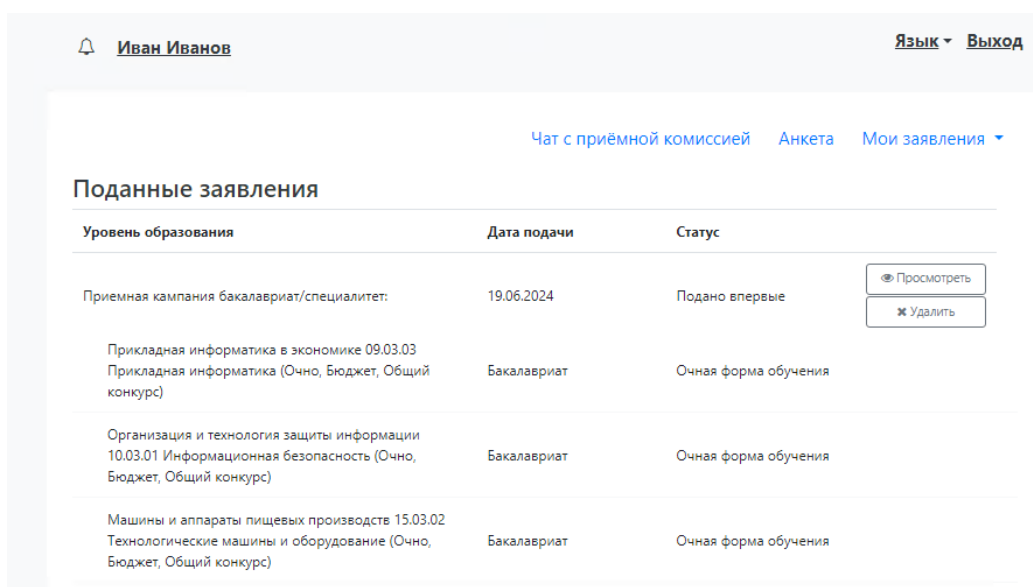 Иван Иванов
Язык Выход
Чат с приёмной комиссией Анкета Мои заявления
Поданные заявления
Уровень образования Дата подачи Статус
Приемная кампания бакалавриат/специалитет: 19.06.2024 Подано впервые
Просмотреть
Удалить
Прикладная информатика в экономике 09.03.03
Прикладная информатика (Очно, Бюджет, Общий
конкурс)
Бакалавриат Очная форма обучения
Организация и технология защиты информации
10.03.01 Информационная безопасность (Очно,
Бюджет, Общий конкурс)
Бакалавриат Очная форма обучения
Машины и аппараты пищевых производств 15.03.02
Технологические машины и оборудование (Очно,
Бюджет, Общий конкурс)
Бакалавриат Очная форма обучения